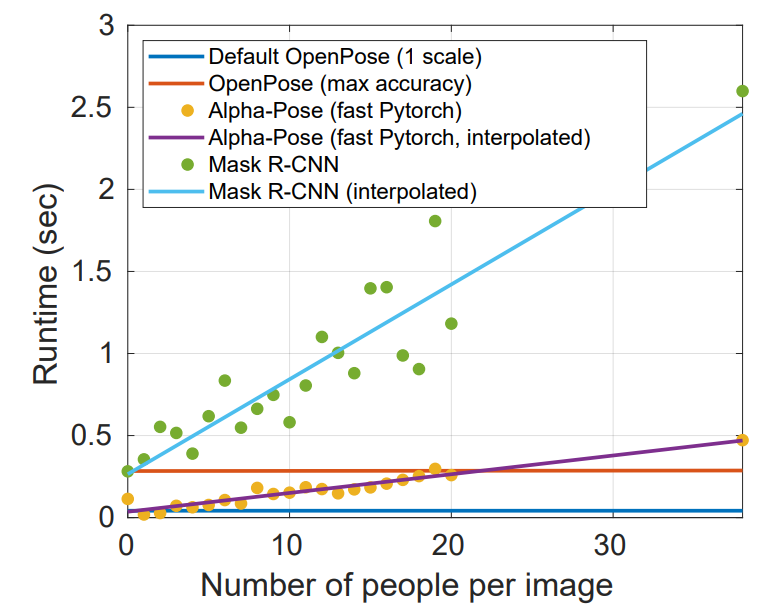 3
2.5
2
1.5
1
0.5
0
Runtime (sec)
Default OpenPose (1 scale)
OpenPose (max accuracy)
Alpha-Pose (fast Pytorch)
Alpha-Pose (fast Pytorch, interpolated)
Mask R-CNN
Mask R-CNN (interpolated)
0 10 20 30
Number of people per image